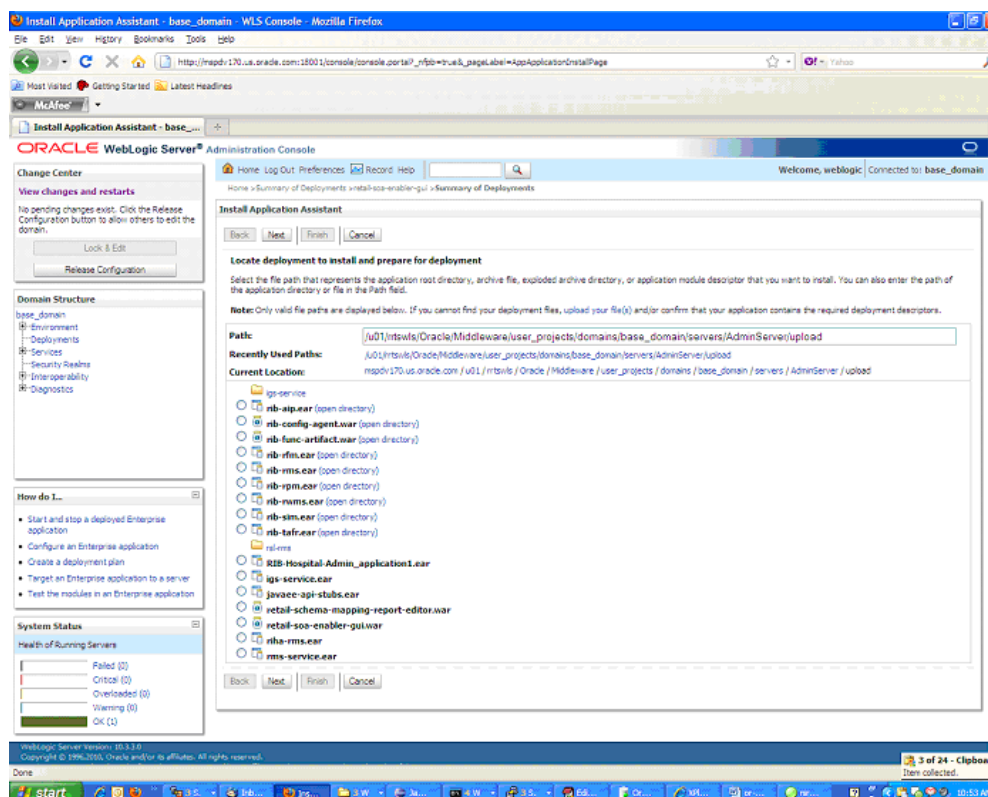 Install Application Assistant - base_domain - WLS Console - Mozilla Firefox
File Edit View History Bookmarks Tools Help
http://mspdv170.us.oracle.com:18001/console/console.portal?_nfpb=true&_pageLabel=AppApplicationInstallPage
Yahoo
Most Visited Getting Started Latest Headlines
McAfee
Install Application Assistant - base_...
ORACLE WebLogic Server® Administration Console
Change Center
View changes and restarts
No pending changes exist. Click the Release
Configuration button to allow others to edit the
domain.
Lock & Edit
Release Configuration
Domain Structure
base_domain
Environment
Deployments
Services
Security Realms
Interoperability
Diagnostics
How do I...
Start and stop a deployed Enterprise
application
Configure an Enterprise application
Create a deployment plan
Target an Enterprise application to a server
Test the modules in an Enterprise application
System Status
Health of Running Servers
Failed (0)
Critical (0)
Overloaded (0)
Warning (0)
OK (1)
Home Log Out Preferences Record Help
Welcome, weblogic Connected to: base_domain
Home >Summary of Deployments >retail-soa-enabler-gui >Summary of Deployments
Install Application Assistant
Back Next Finish Cancel
Locate deployment to install and prepare for deployment
Select the file path that represents the application root directory, archive file, exploded archive directory, or application module descriptor that you want to install. You can also enter the path of
the application directory or file in the Path field.
Note: Only valid file paths are displayed below. If you cannot find your deployment files, upload your file(s) and/or confirm that your application contains the required deployment descriptors.
Path: /u01/rrtswls/Oracle/Middleware/user_projects/domains/base_domain/servers/AdminServer/upload
Recently Used Paths: /u01/rrtswls/Oracle/Middleware/user_projects/domains/base_domain/servers/AdminServer/upload
Current Location: mspdv170.us.oracle.com / u01 / rrtswls / Oracle / Middleware / user_projects / domains / base_domain / servers / AdminServer / upload
igs-service
rib-aip.ear (open directory)
rib-config-agent.war (open directory)
rib-func-artifact.war (open directory)
rib-rfm.ear (open directory)
rib-rms.ear (open directory)
rib-rpm.ear (open directory)
rib-rwms.ear (open directory)
rib-sim.ear (open directory)
rib-tafr.ear (open directory)
rsl-rms
RIB-Hospital-Admin_application1.ear
igs-service.ear
javaee-api-stubs.ear
retail-schema-mapping-report-editor.war
retail-soa-enabler-gui.war
riha-rms.ear
rms-service.ear
Back Next Finish Cancel
WebLogic Server Version: 10.3.3.0
Copyright © 1996,2010, Oracle and/or its affiliates. All rights reserved.
Done
3 of 24 - Clipboa
Item collected.
start
10:53 AM